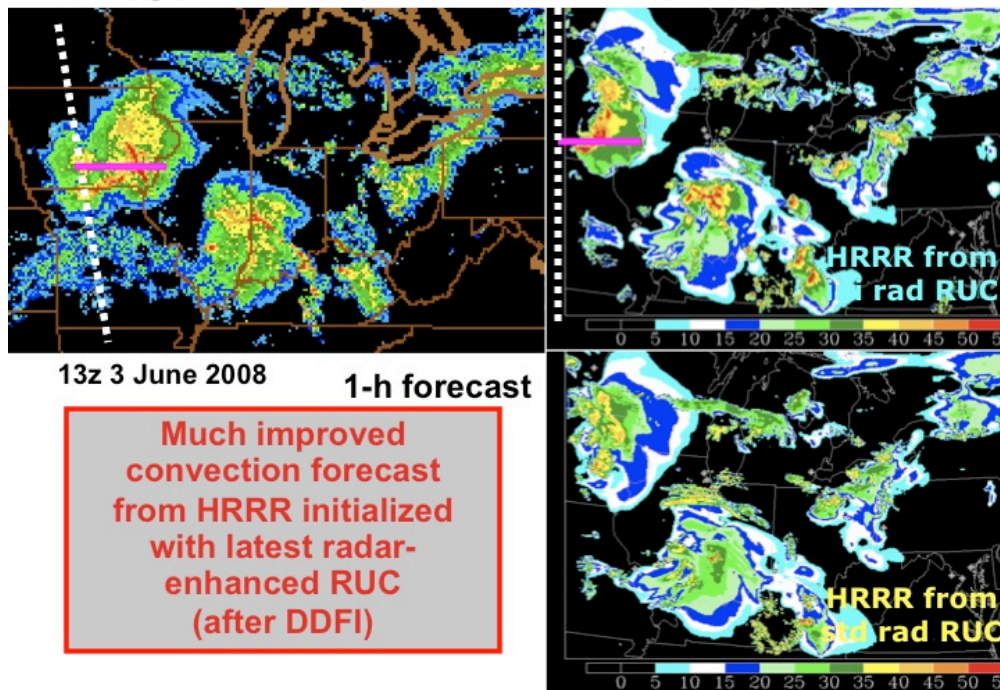 HRRR from
i rad RUC
0 5 10 15 20 25 30 35 40 45 50 5
13z 3 June 2008
1-h forecast
Much improved
convection forecast
from HRRR initialized
with latest radar-
enhanced RUC
(after DDFI)
HRRR from
std rad RUC
0 5 10 15 20 25 30 35 40 45 50 5